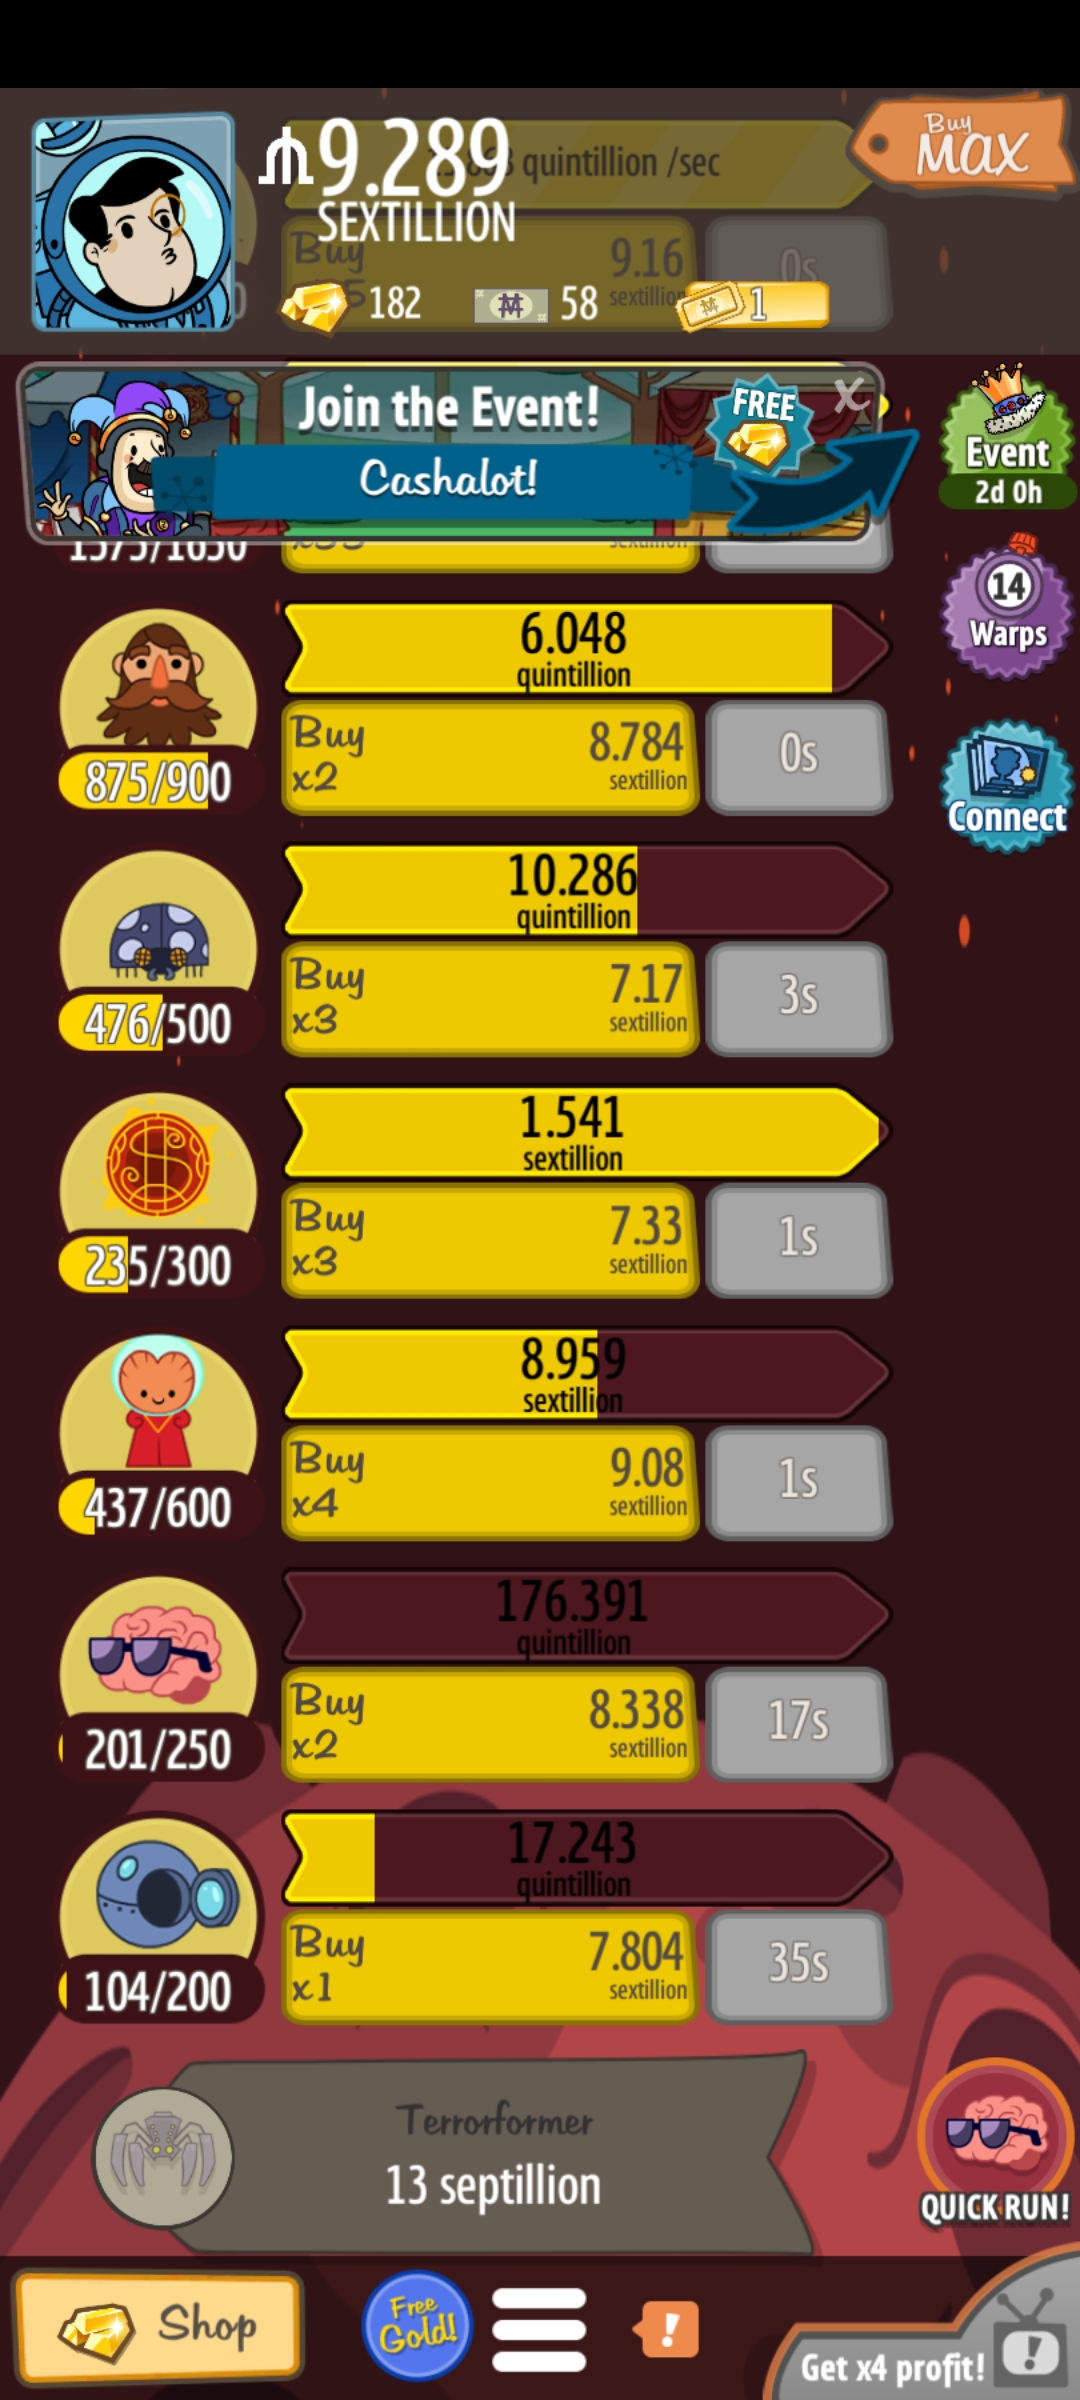 9.289
SEXTILLION
quintillion /sec
Buy
MAX
Buy
9.16
0s
182
58
1
Join the Event!
Cashalot!
FREE
X
Event
2d 0h
1575/1650
14
Warps
Connect
6.048
quintillion
875/900
Buy
x2
8.784
sextillion
0s
10.286
quintillion
476/500
Buy
x3
7.17
sextillion
3s
1.541
sextillion
235/300
Buy
x3
7.33
sextillion
1s
8.959
sextillion
437/600
Buy
x4
9.08
sextillion
1s
176.391
quintillion
201/250
Buy
x2
8.338
sextillion
17s
17.243
quintillion
104/200
Buy
x1
7.804
sextillion
35s
Terrorformer
13 septillion
QUICK RUN!
Shop
Free
Gold!
!
Get x4 profit!
!